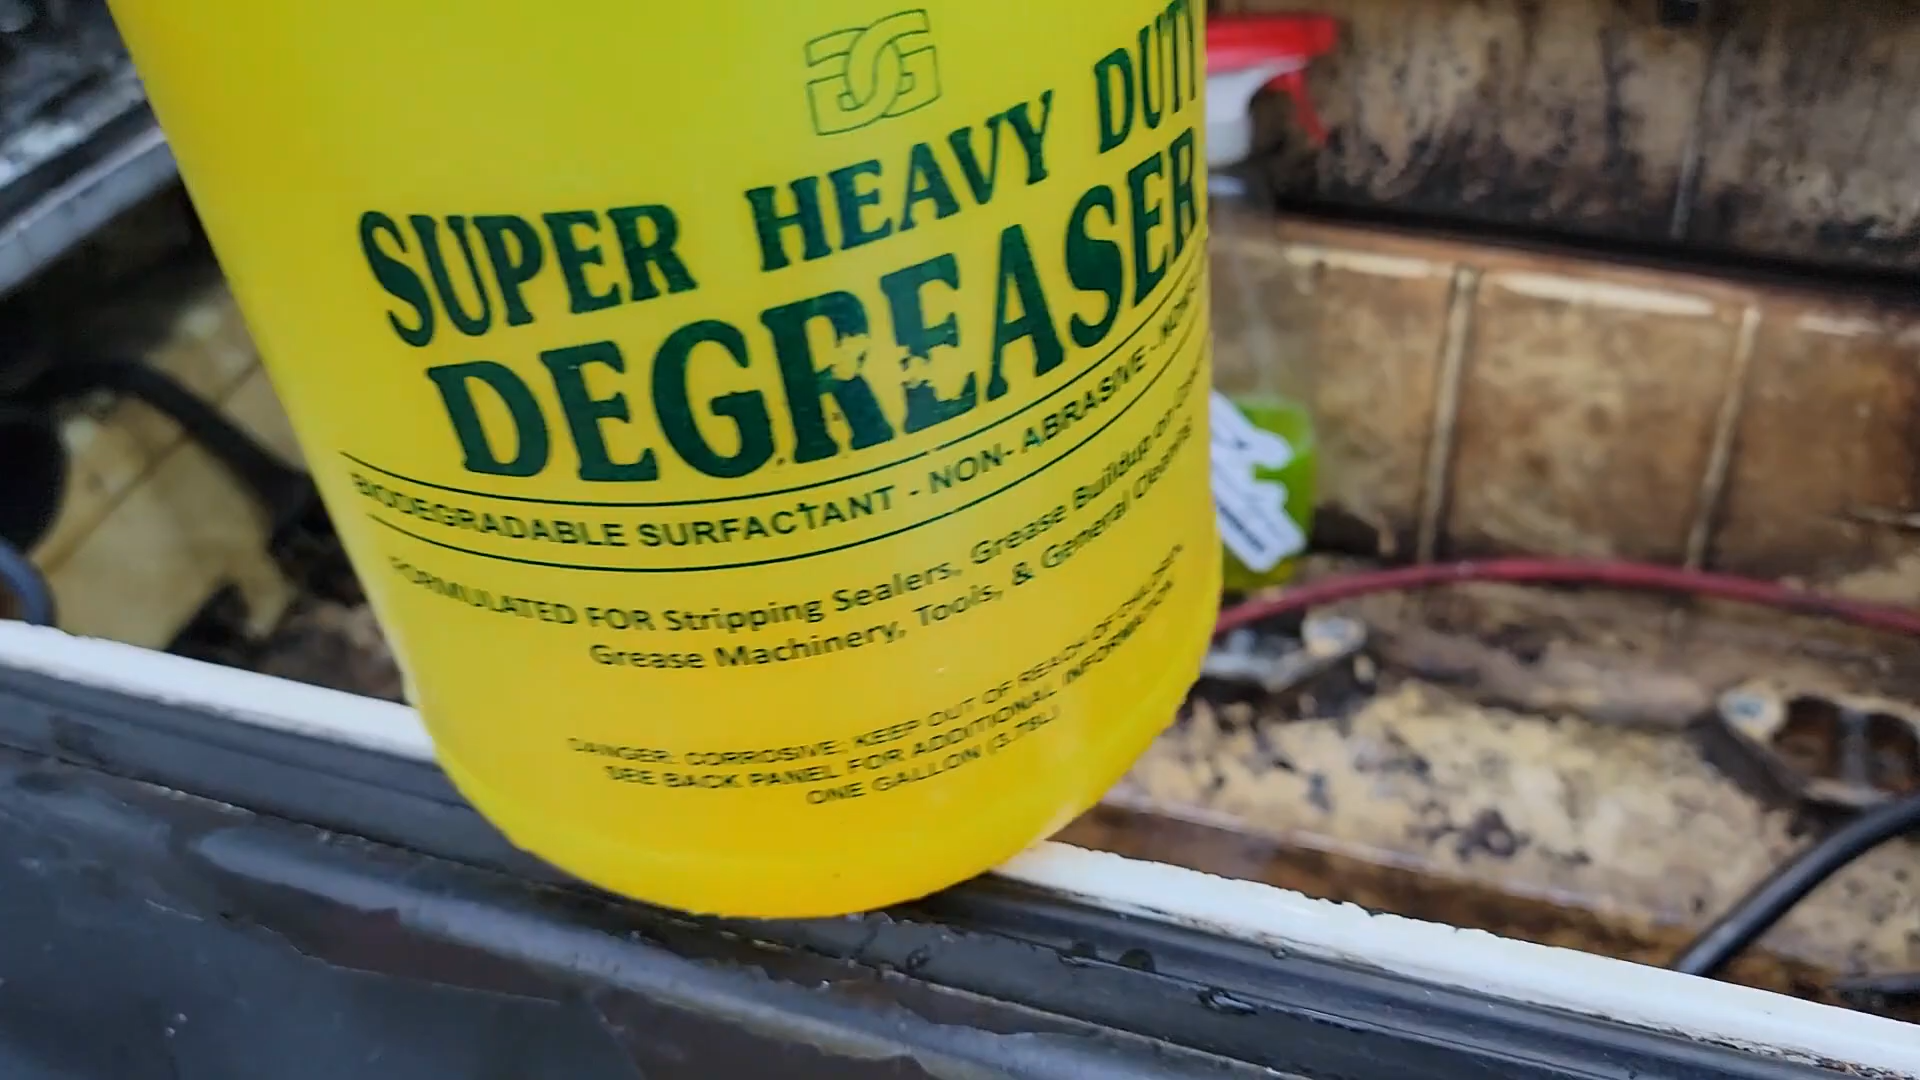 SUPER HEAVY DUTY
DEGREASER
BIODEGRADABLE SURFACTANT - NON- ABRASIVE -
FORMULATED FOR Stripping Sealers, Grease Buildup on
Grease Machinery, Tools, & General
DANGER: CORROSIVE; KEEP OUT OF REACH OF CHILDREN
SEE BACK PANEL FOR ADDITIONAL INFORMATION
ONE GALLON (3.78L)